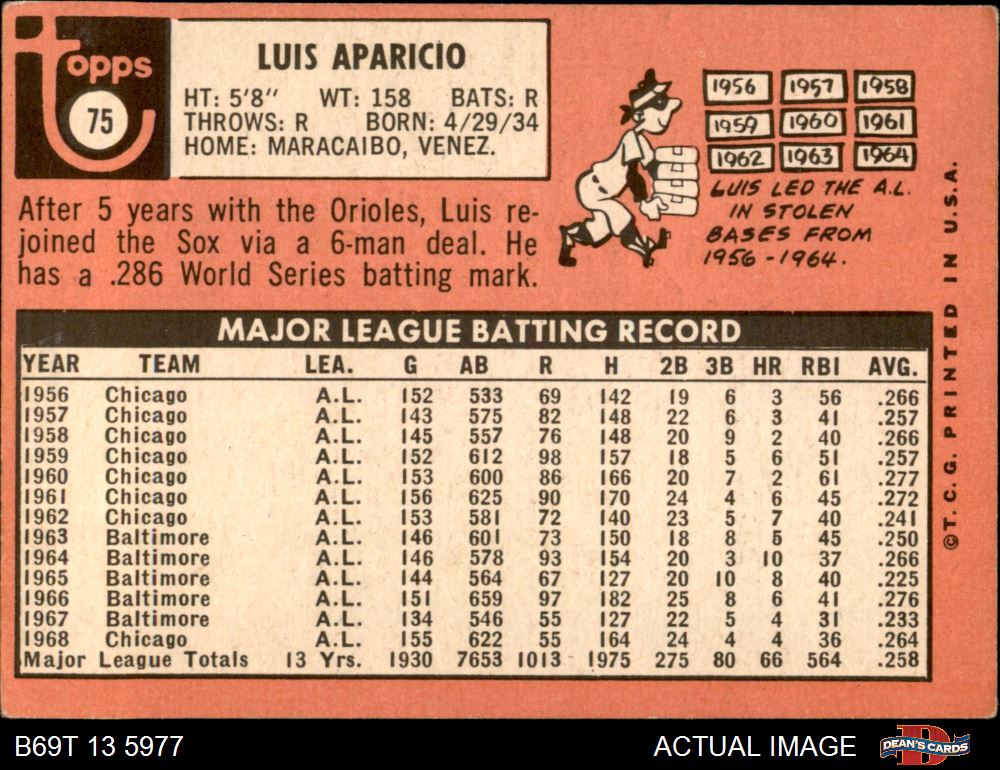 topps
75
LUIS APARICIO
HT: 5'8" WT: 158 BATS: R
THROWS: R BORN: 4/29/34
HOME: MARACAIBO, VENEZ.
After 5 years with the Orioles, Luis re-
joined the Sox via a 6-man deal. He
has a .286 World Series batting mark.
1956 1957 1958
1959 1960 1961
1962 1963 1964
LUIS LED THE A.L.
IN STOLEN
BASES FROM
1956-1964.
MAJOR LEAGUE BATTING RECORD
YEAR TEAM LEA. G AB R H 2B 3B HR RBI AVG.
1956 Chicago A.L. 152 533 69 142 19 6 3 56 .266
1957 Chicago A.L. 143 575 82 148 22 6 3 41 .257
1958 Chicago A.L. 145 557 76 148 20 9 2 40 .266
1959 Chicago A.L. 152 612 98 157 18 5 6 51 .257
1960 Chicago A.L. 153 600 86 166 20 7 2 61 .277
1961 Chicago A.L. 156 625 90 170 24 4 6 45 .272
1962 Chicago A.L. 153 581 72 140 23 5 7 40 .241
1963 Baltimore A.L. 146 601 73 150 18 8 5 45 .250
1964 Baltimore A.L. 146 578 93 154 20 3 10 37 .266
1965 Baltimore A.L. 144 564 67 127 20 10 8 40 .225
1966 Baltimore A.L. 151 659 97 182 25 8 6 41 .276
1967 Baltimore A.L. 134 546 55 127 22 5 4 31 .233
1968 Chicago A.L. 155 622 55 164 24 4 4 36 .264
Major League Totals 13 Yrs. 1930 7653 1013 1975 275 80 66 564 .258
©T.C.G. PRINTED IN U.S.A.
B69T 13 5977
ACTUAL IMAGE
DEAN'S CARDS